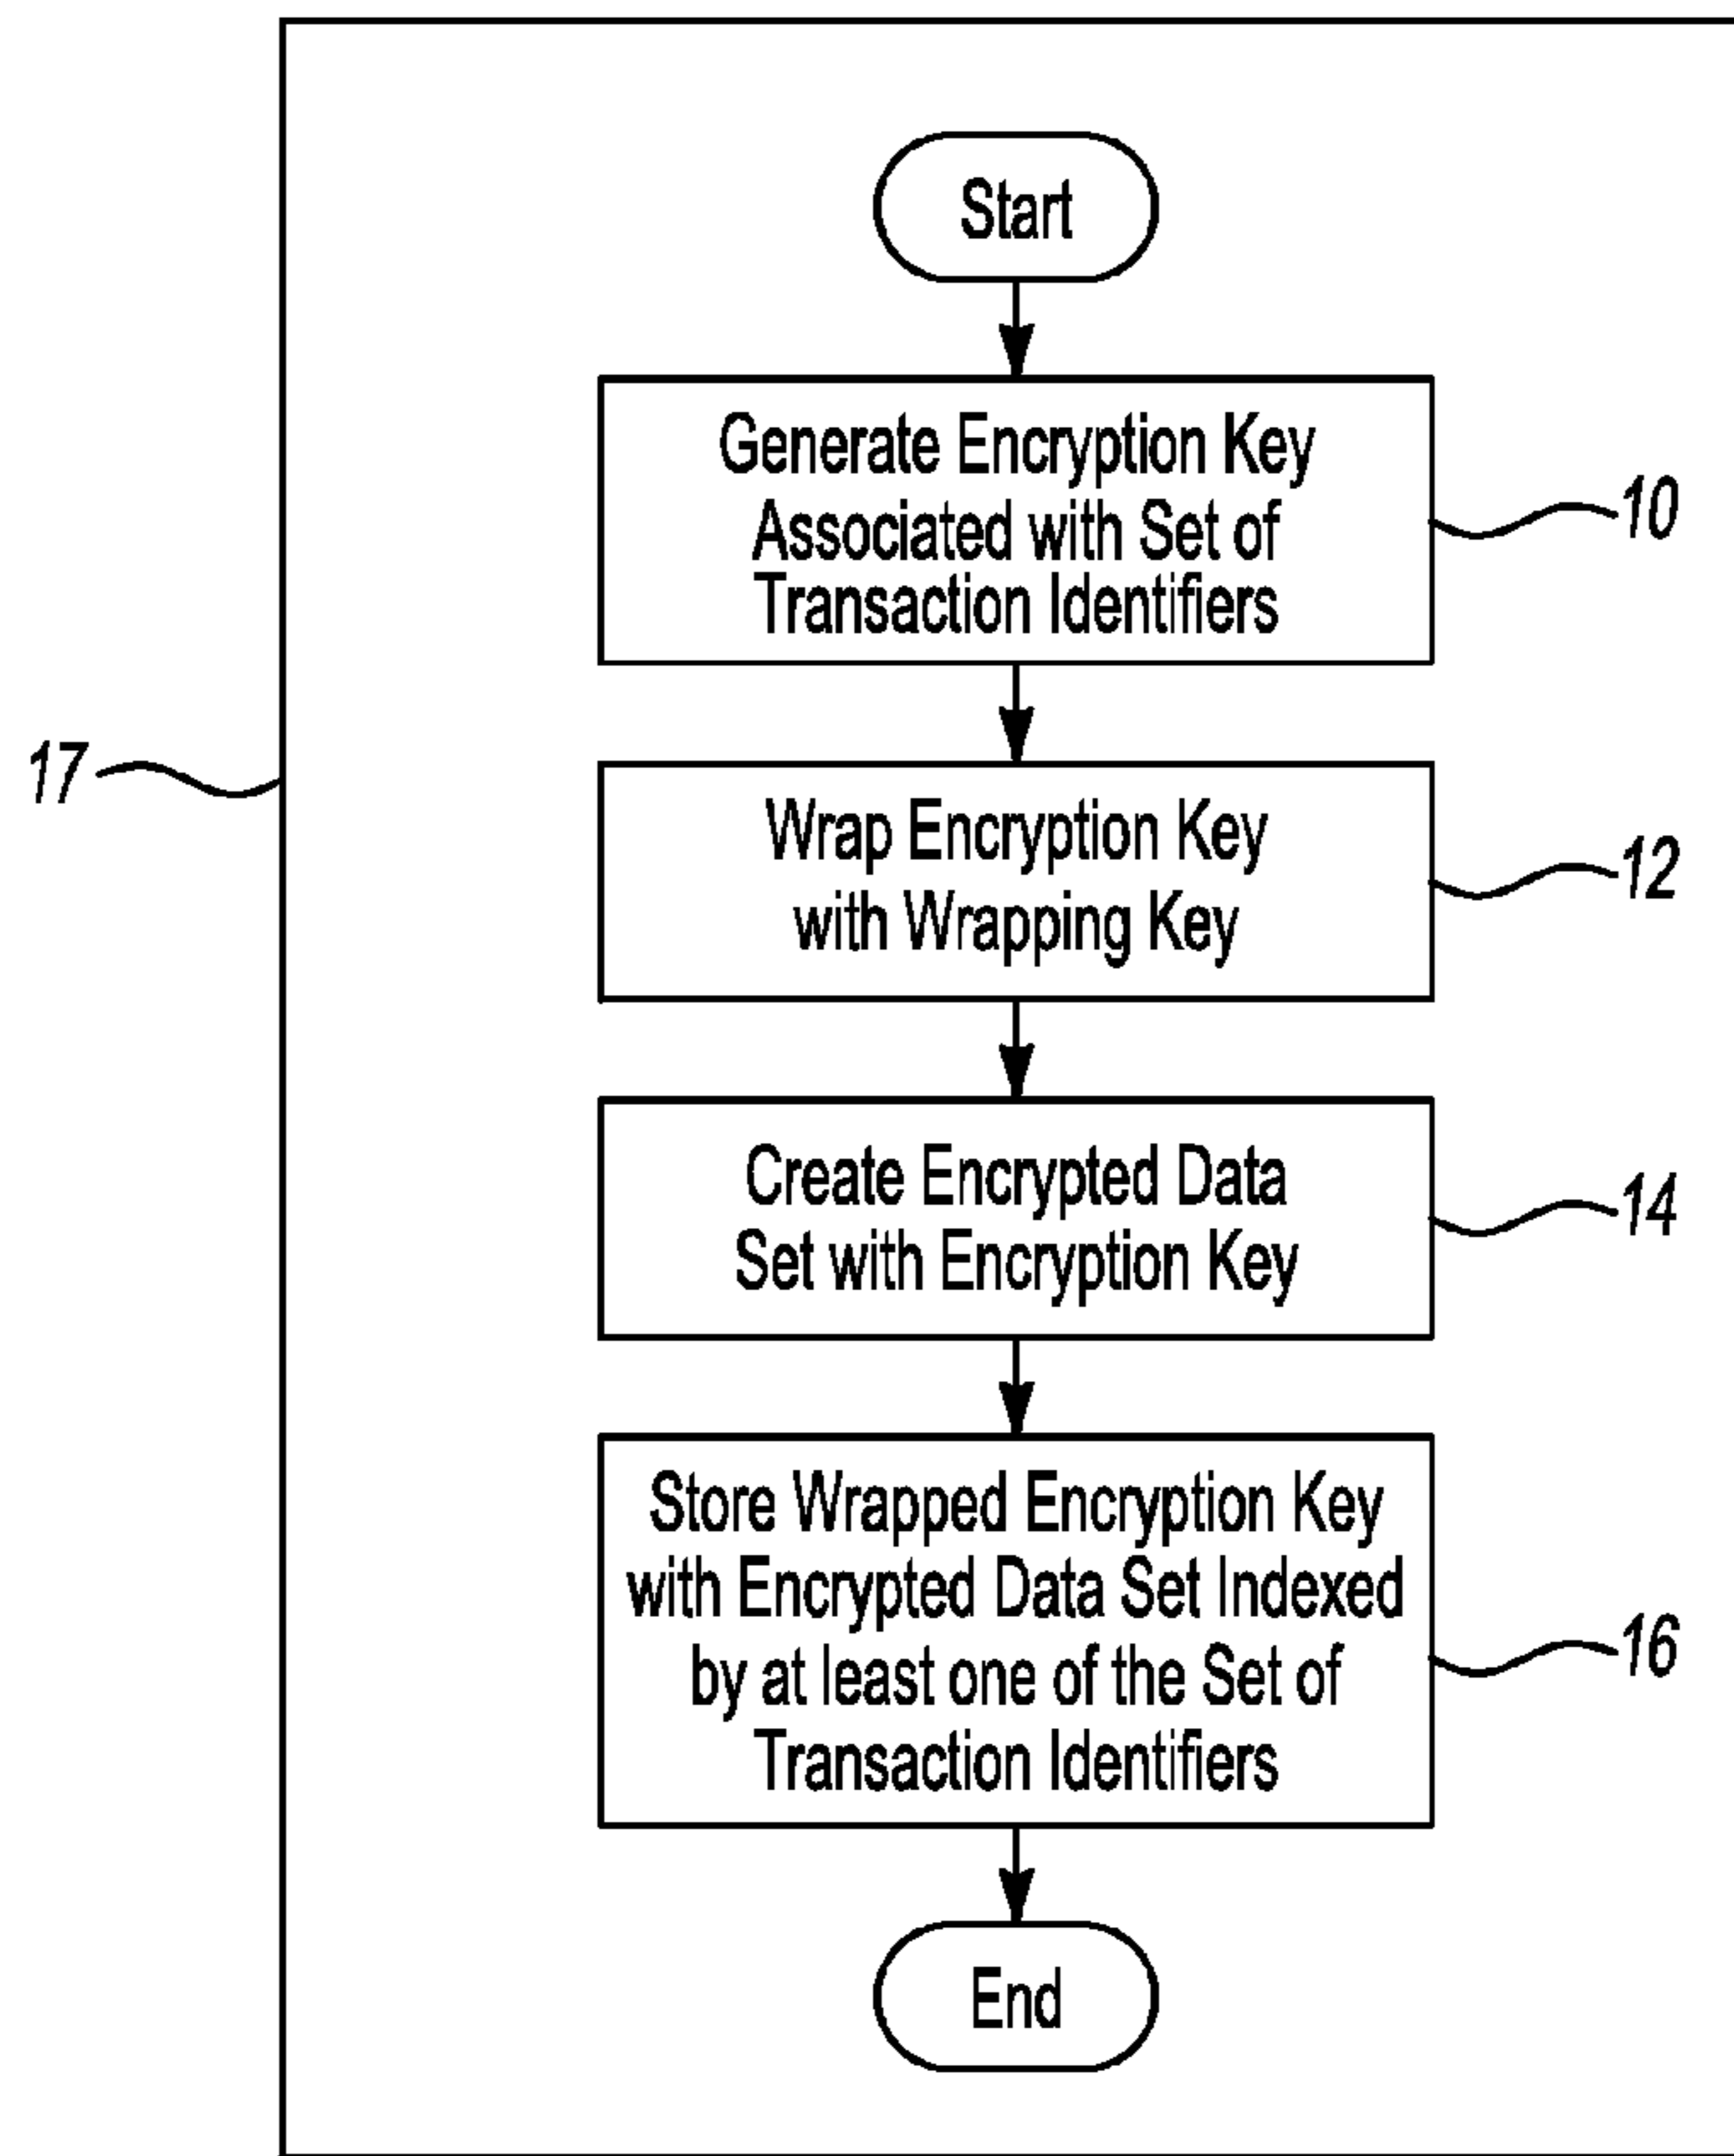 Start
Generate Encryption Key
Associated with Set of
Transaction Identifiers
10
17
Wrap Encryption Key
with Wrapping Key
12
Create Encrypted Data
Set with Encryption Key
14
Store Wrapped Encryption Key
with Encrypted Data Set Indexed
by at least one of the Set of
Transaction Identifiers
16
End